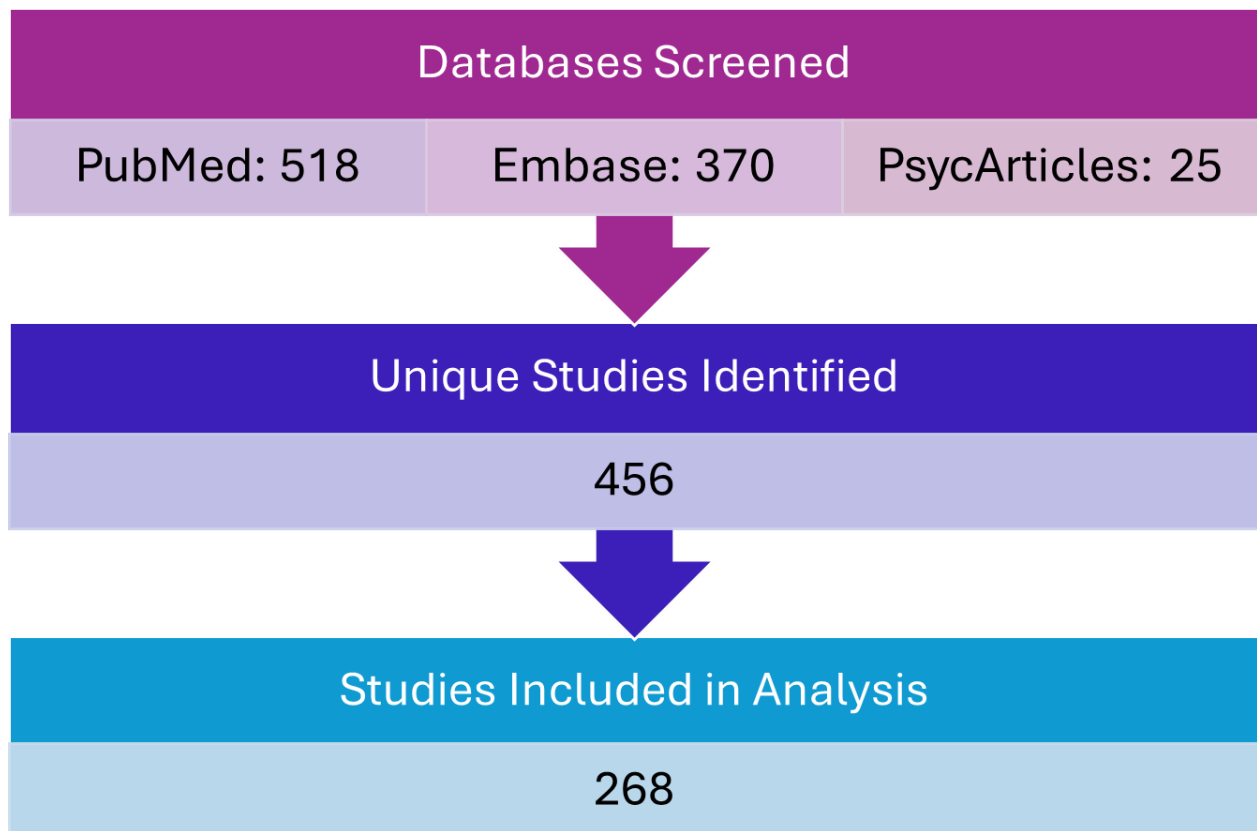 Databases Screened
PubMed: 518 Embase: 370 PsycArticles: 25
Unique Studies Identified
456
Studies Included in Analysis
268